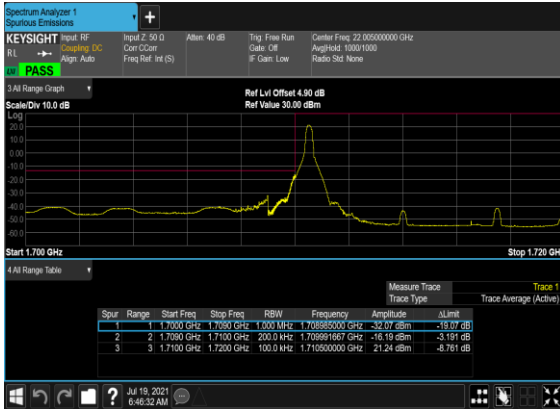 Spectrum Analyzer 1
Spurious Emissions
KEYSIGHT Input: RF Input Z: 50 Ω Atten: 40 dB Trig: Free Run Center Freq: 22.005000000 GHz
RL Coupling: DC Corr CCorr Gate: Off Avg|Hold: 1000/1000
Align: Auto Freq Ref: Int (S) IF Gain: Low Radio Std: None
PASS
3 All Range Graph
Ref Lvl Offset 4.90 dB
Scale/Div 10.0 dB Ref Value 30.00 dBm
Log
20.0
10.0
0.00
-10.0
-20.0
-30.0
-40.0
-50.0
-60.0
Start 1.700 GHz Stop 1.720 GH
4 All Range Table
Measure Trace Trace 1
Trace Type Trace Average (Active)
Spur Range Start Freq Stop Freq RBW Frequency Amplitude ΔLimit
1 1 1.7000 GHz 1.7090 GHz 1.000 MHz 1.708985000 GHz -32.07 dBm -19.07 dB
2 2 1.7090 GHz 1.7100 GHz 200.0 kHz 1.709991667 GHz -16.19 dBm -3.191 dB
3 3 1.7100 GHz 1.7200 GHz 100.0 kHz 1.710500000 GHz 21.24 dBm -8.761 dB
? Jul 19, 2021
6:46:32 AM